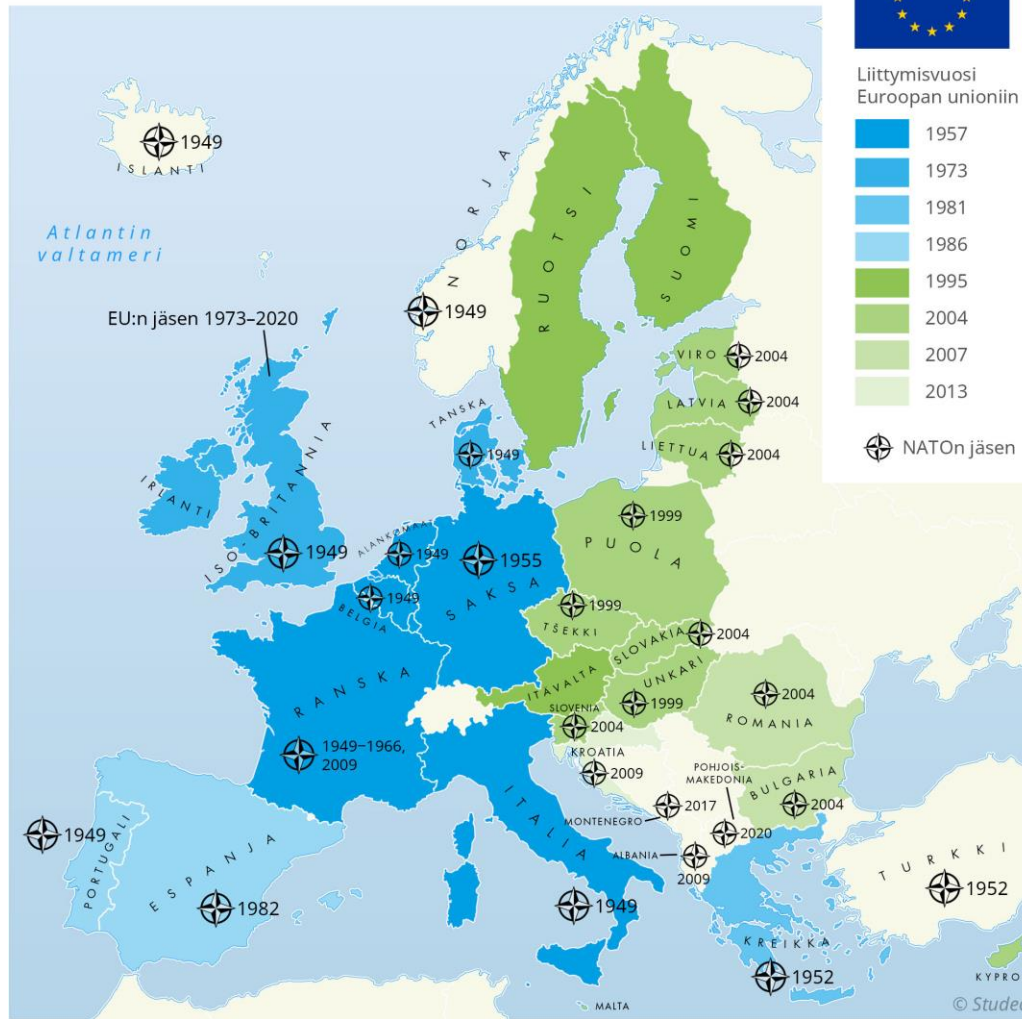 Liittymisvuosi
Euroopan unioniin
1957
1973
1981
1986
1995
2004
2007
2013
NATOn jäsen
1949
ISLANTI
Atlantin
valtameri
NORJA
1949
RUOTSI
SUOMI
EU:n jäsen 1973–2020
VIRO
2004
LATVIA
2004
LIETTUA
2004
TANSKA
1949
IRLANTI
ISO-BRITANNIA
1949
ALANKOMAAT
1949
1955
SAKSA
1999
PUOLA
BELGIA
1949
1999
TŠEKKI
SLOVAKIA
2004
RANSKA
1949–1966,
2009
ITÄVALTA
UNKARI
1999
SLOVENIA
2004
2004
ROMANIA
KROATIA
2009
POHJOIS-
MAKEDONIA
2020
BULGARIA
2004
MONTENEGRO
2017
ALBANIA
2009
ITALIA
1949
1949
PORTUGALI
ESPANJA
1982
TURKKI
1952
KREIKKA
1952
KYPRO
MALTA
© Studeo